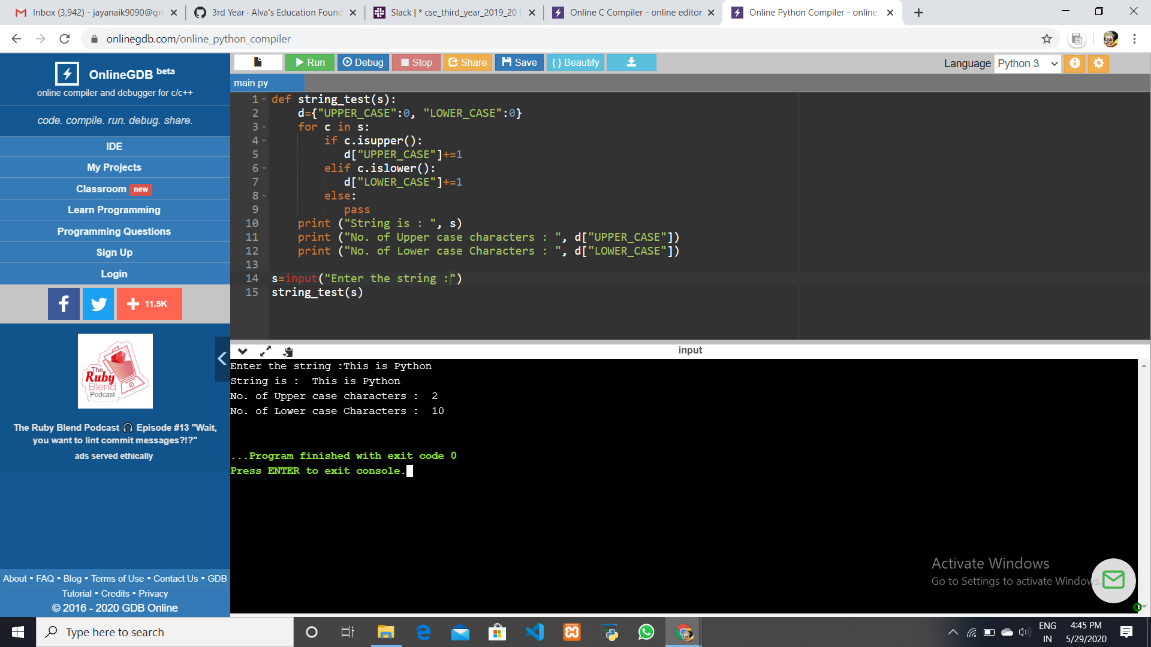 Inbox (3,942) - jayanaik9090@gm
3rd Year - Alva's Education Found
Slack | * cse_third_year_2019_20 |
Online C Compiler - online editor
Online Python Compiler - online
onlinegdb.com/online_python_compiler
OnlineGDB beta
online compiler and debugger for c/c++
code. compile. run. debug. share.
IDE
My Projects
Classroom new
Learn Programming
Programming Questions
Sign Up
Login
11.5K
The
Ruby
Blend
Podcast
The Ruby Blend Podcast 🎧 Episode #13 "Wait,
you want to lint commit messages?!?"
ads served ethically
About • FAQ • Blog • Terms of Use • Contact Us • GDB
Tutorial • Credits • Privacy
© 2016 - 2020 GDB Online
Run Debug Stop Share Save { } Beautify
Language Python 3
main.py
1 def string_test(s):
2 d={"UPPER_CASE":0, "LOWER_CASE":0}
3 for c in s:
4 if c.isupper():
5 d["UPPER_CASE"]+=1
6 elif c.islower():
7 d["LOWER_CASE"]+=1
8 else:
9 pass
10 print ("String is : ", s)
11 print ("No. of Upper case characters : ", d["UPPER_CASE"])
12 print ("No. of Lower case Characters : ", d["LOWER_CASE"])
13
14 s=input("Enter the string :")
15 string_test(s)
input
Enter the string :This is Python
String is :  This is Python
No. of Upper case characters :  2
No. of Lower case Characters :  10
...Program finished with exit code 0
Press ENTER to exit console.
Activate Windows
Go to Settings to activate Windows.
Type here to search
ENG
IN
4:45 PM
5/29/2020